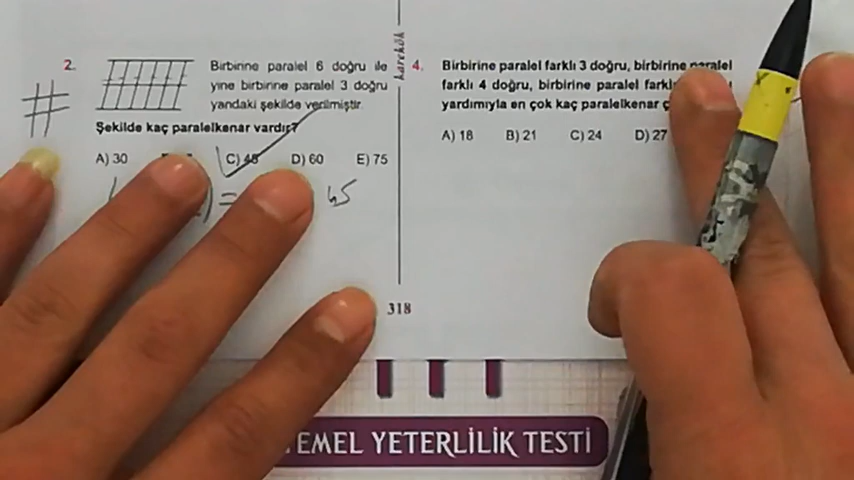 2.
Birbirine paralel 6 doğru ile
yine birbirine paralel 3 doğru
yandaki şekilde verilmiştir.
Şekilde kaç paralelkenar vardır?
A) 30
C) 45
D) 60
E) 75
= 45
karekök
4.
Birbirine paralel farklı 3 doğru, birbirine paralel
farklı 4 doğru, birbirine paralel
yardımıyla en çok kaç paralelkenar
A) 18
B) 21
C) 24
D) 27
318
EMEL YETERLİLİK TESTİ